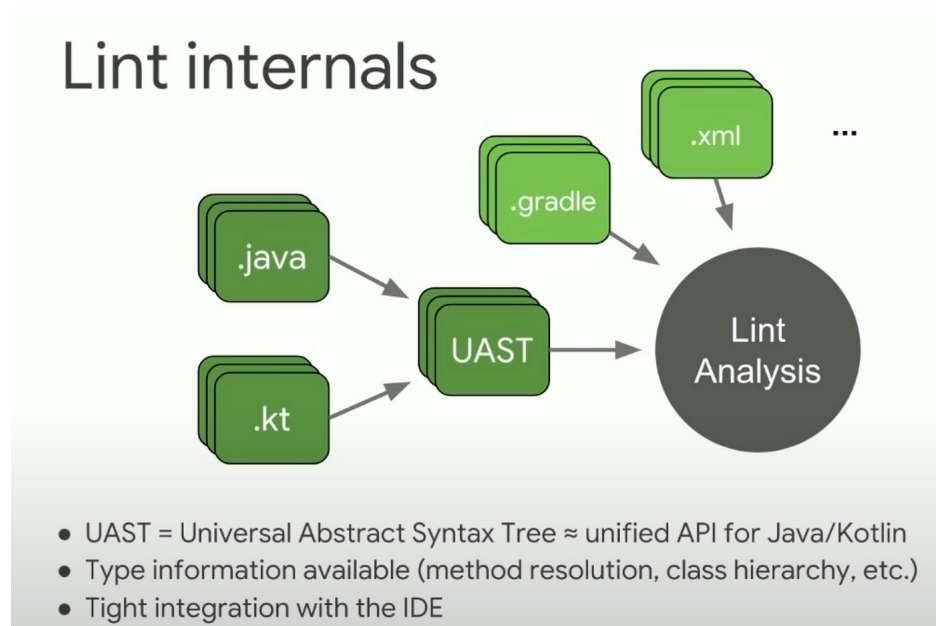 Lint internals
.xml
...
.gradle
.java
UAST
Lint
Analysis
.kt
● UAST = Universal Abstract Syntax Tree ≈ unified API for Java/Kotlin
● Type information available (method resolution, class hierarchy, etc.)
● Tight integration with the IDE